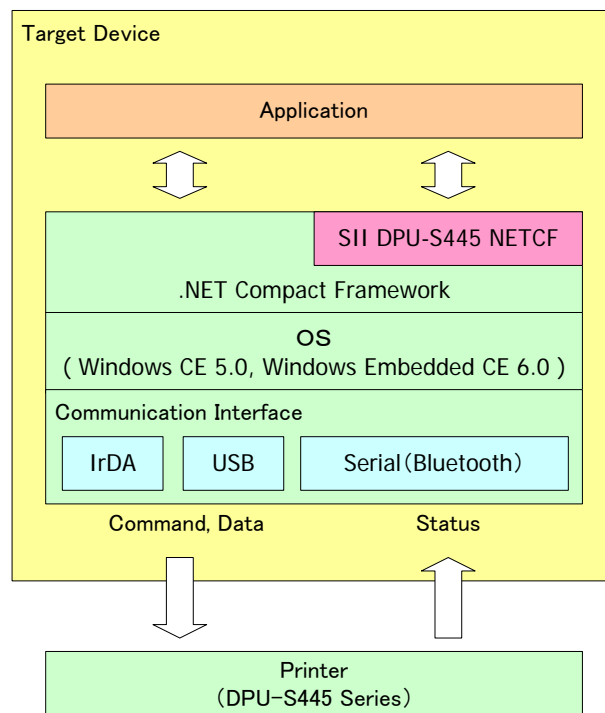 Target Device
Application
SII DPU-S445 NETCF
.NET Compact Framework
OS
( Windows CE 5.0, Windows Embedded CE 6.0 )
Communication Interface
IrDA
USB
Serial(Bluetooth)
Command, Data
Status
Printer
(DPU-S445 Series)